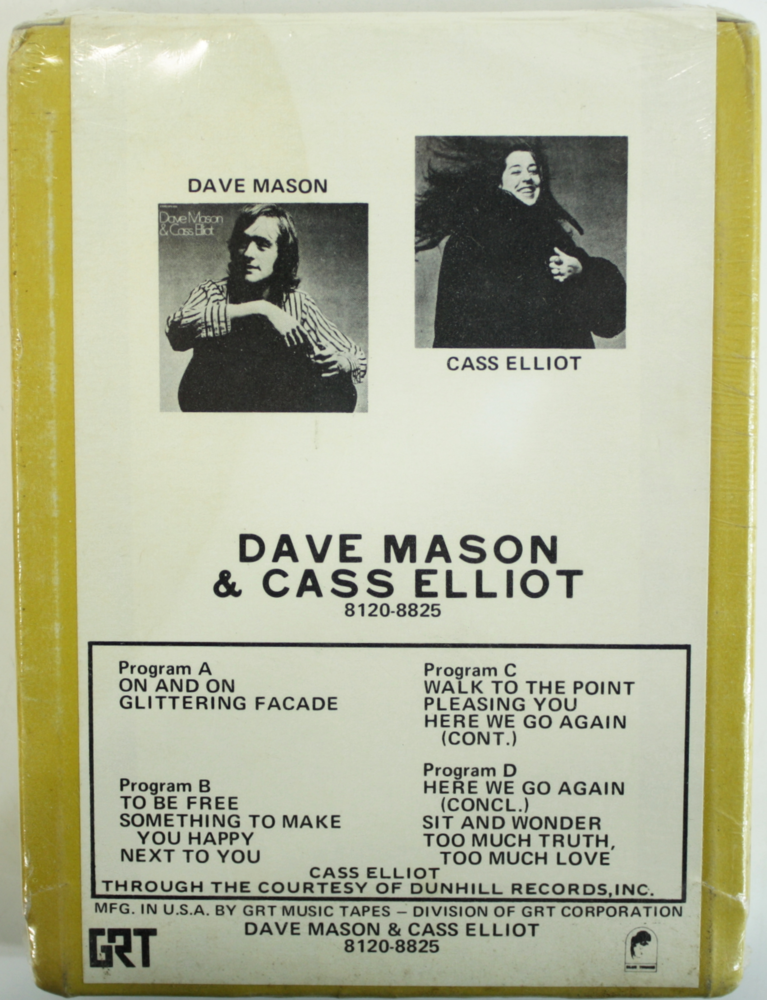 DAVE MASON
Dave Mason
& Cass Elliot
CASS ELLIOT
DAVE MASON
& CASS ELLIOT
8120-8825
Program A
ON AND ON
GLITTERING FACADE
Program B
TO BE FREE
SOMETHING TO MAKE
YOU HAPPY
NEXT TO YOU
Program C
WALK TO THE POINT
PLEASING YOU
HERE WE GO AGAIN
(CONT.)
Program D
HERE WE GO AGAIN
(CONCL.)
SIT AND WONDER
TOO MUCH TRUTH,
TOO MUCH LOVE
CASS ELLIOT
THROUGH THE COURTESY OF DUNHILL RECORDS,INC.
MFG. IN U.S.A. BY GRT MUSIC TAPES – DIVISION OF GRT CORPORATION
GRT
DAVE MASON & CASS ELLIOT
8120-8825
BLUE THUMB